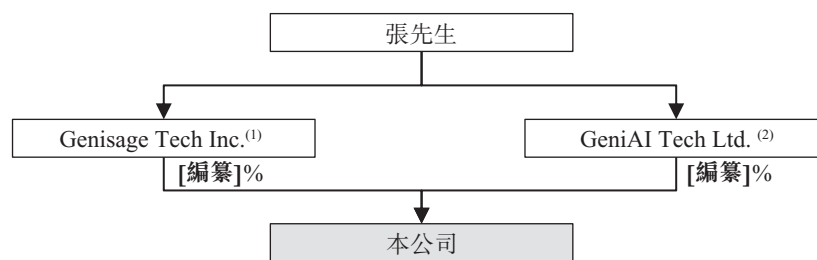 張先生
Genisage Tech Inc.(1)
GeniAI Tech Ltd. (2)
[編纂]%
[編纂]%
本公司